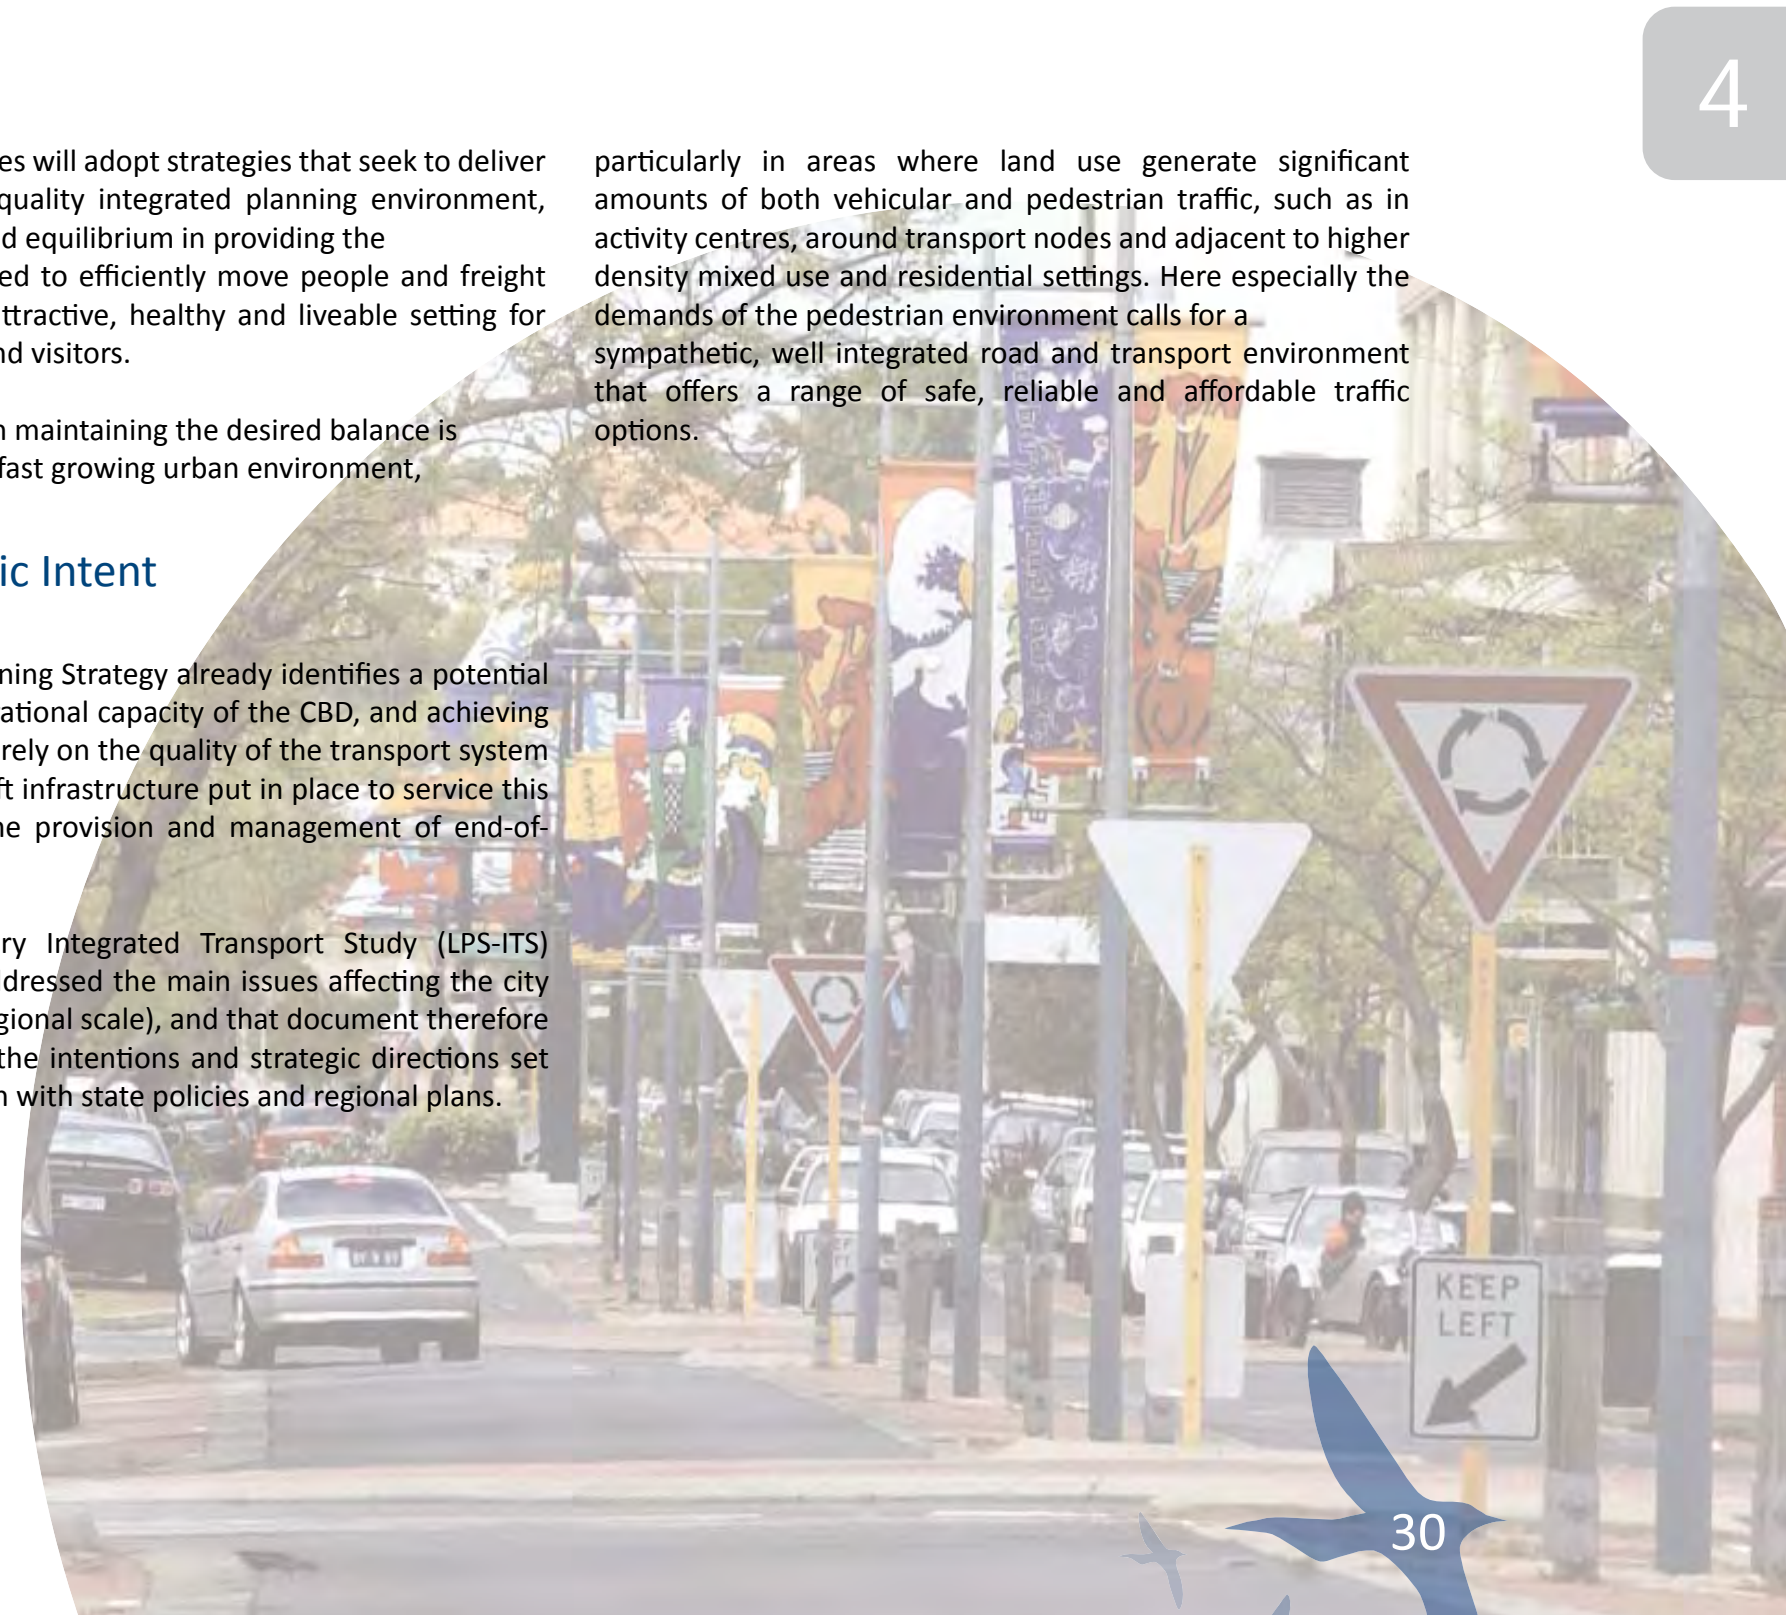 4
es will adopt strategies that seek to deliver
quality integrated planning environment,
d equilibrium in providing the
ed to efficiently move people and freight
ttractive, healthy and liveable setting for
nd visitors.
n maintaining the desired balance is
fast growing urban environment,
ic Intent
ning Strategy already identifies a potential
rational capacity of the CBD, and achieving
rely on the quality of the transport system
ft infrastructure put in place to service this
he provision and management of end-of-
ry Integrated Transport Study (LPS-ITS)
ddressed the main issues affecting the city
gional scale), and that document therefore
the intentions and strategic directions set
n with state policies and regional plans.
particularly in areas where land use generate significant
amounts of both vehicular and pedestrian traffic, such as in
activity centres, around transport nodes and adjacent to higher
density mixed use and residential settings. Here especially the
demands of the pedestrian environment calls for a
sympathetic, well integrated road and transport environment
that offers a range of safe, reliable and affordable traffic
options.
KEEP
LEFT
30